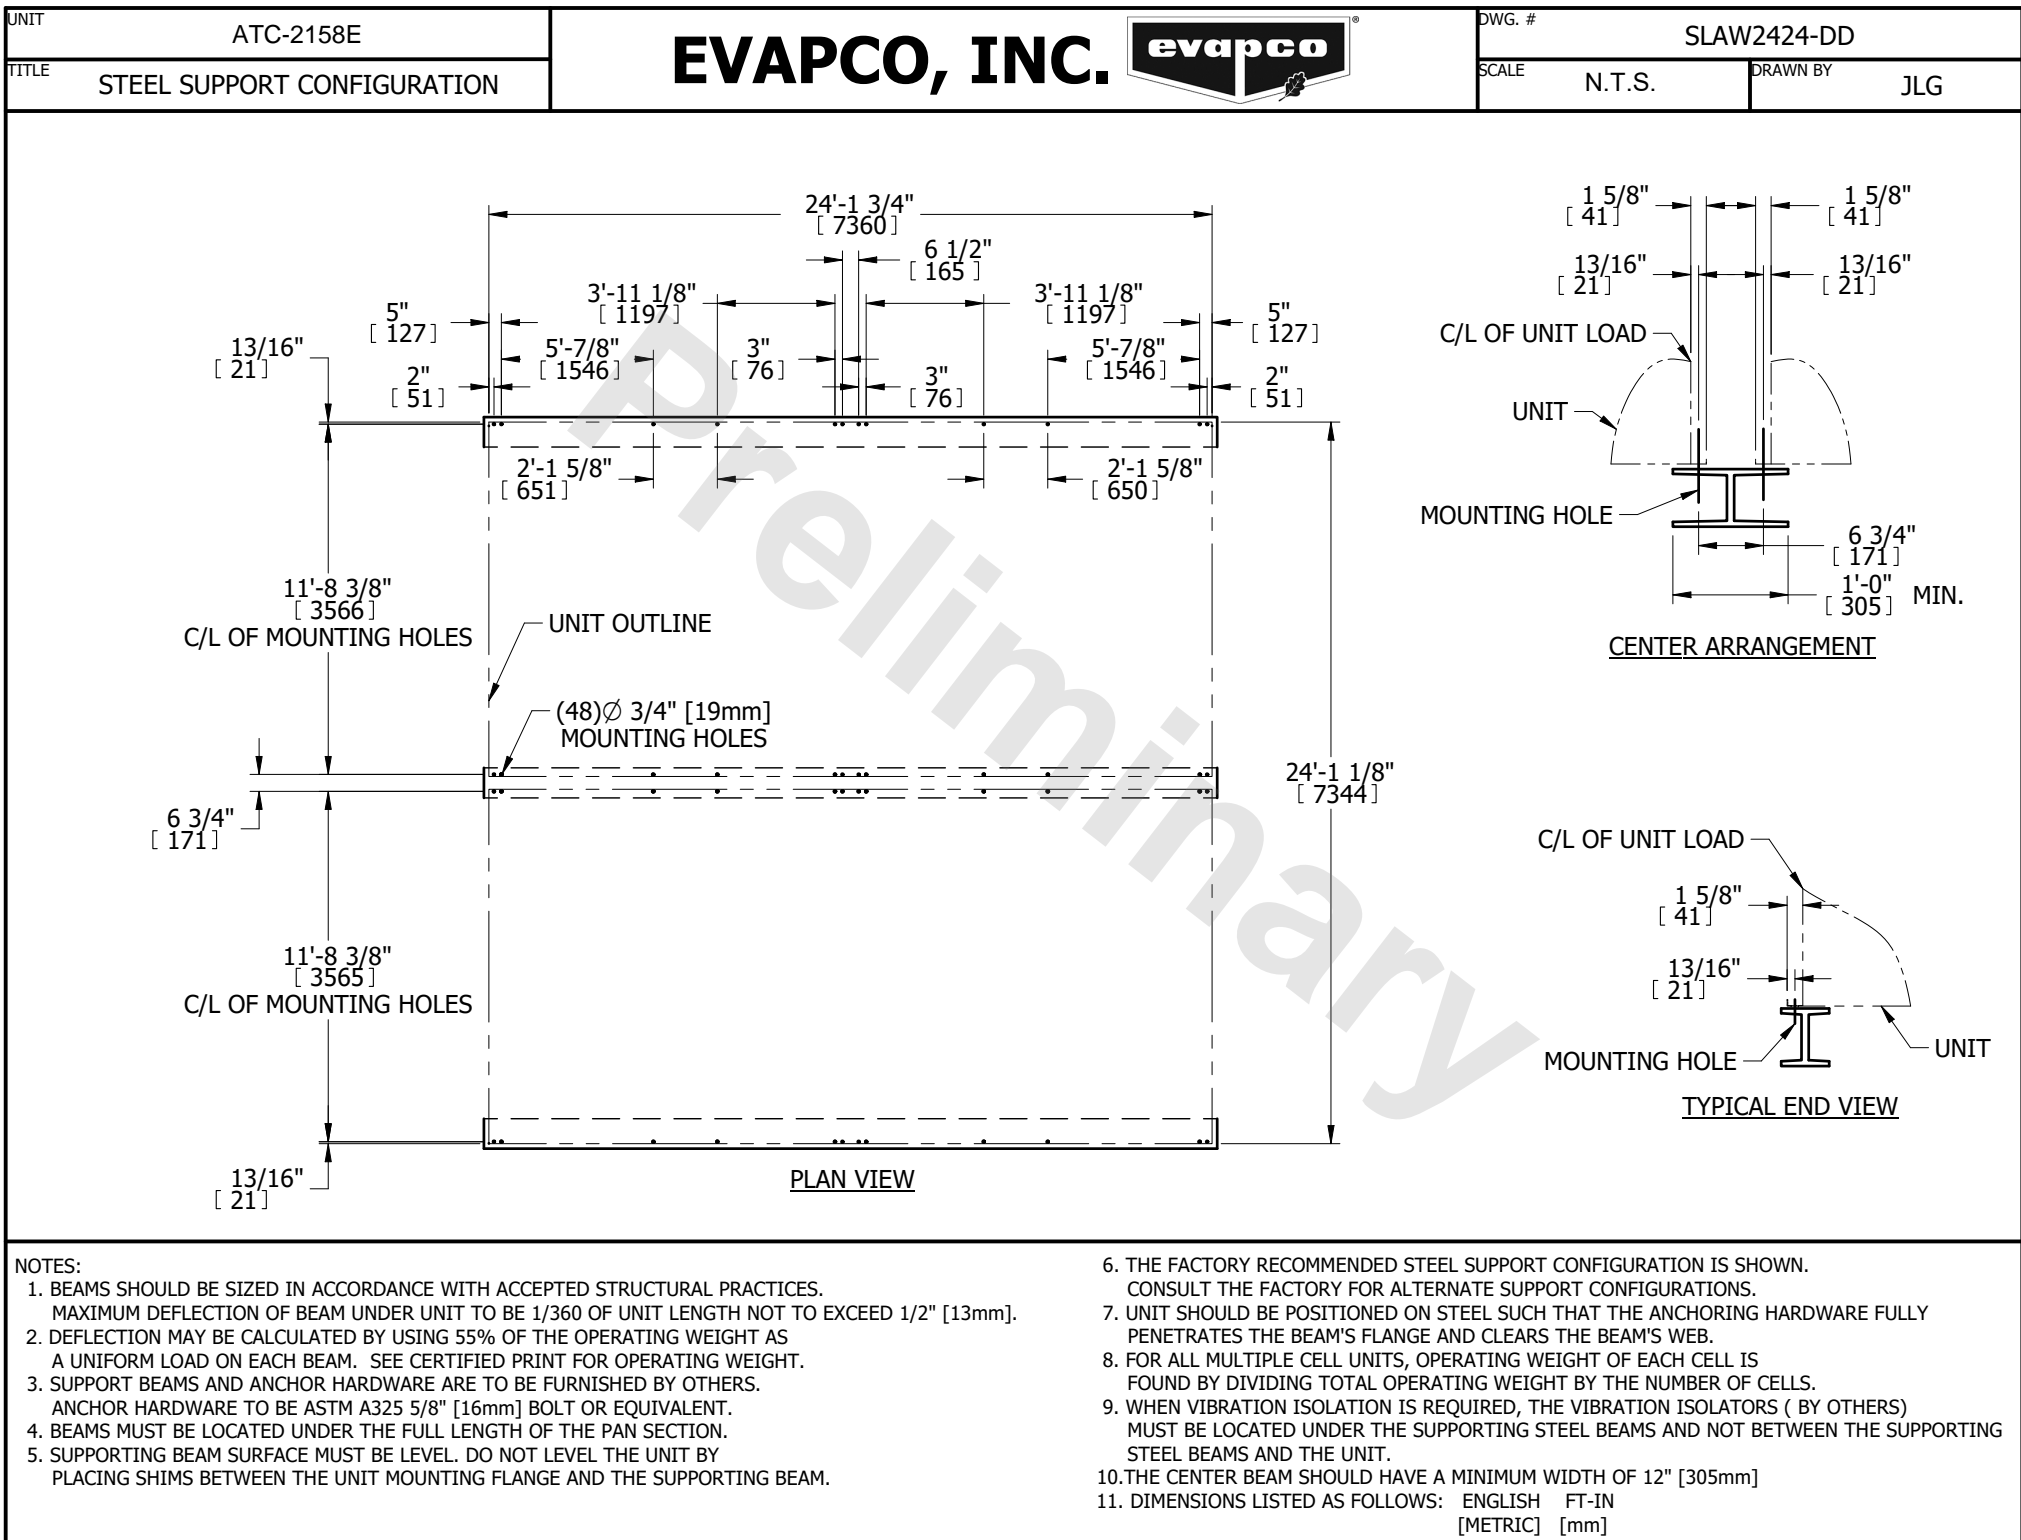 UNIT
ATC-2158E
TITLE
STEEL SUPPORT CONFIGURATION
EVAPCO, INC.
evapco
®
DWG. #
SLAW2424-DD
SCALE
N.T.S.
DRAWN BY
JLG
24'-1 3/4"
[ 7360 ]
6 1/2"
[ 165 ]
3'-11 1/8"
[ 1197 ]
3'-11 1/8"
[ 1197 ]
5"
[ 127 ]
5"
[ 127 ]
13/16"
[ 21 ]
5'-7/8"
[ 1546 ]
3"
[ 76 ]
5'-7/8"
[ 1546 ]
2"
[ 51 ]
3"
[ 76 ]
2"
[ 51 ]
2'-1 5/8"
[ 651 ]
2'-1 5/8"
[ 650 ]
11'-8 3/8"
[ 3566 ]
C/L OF MOUNTING HOLES
UNIT OUTLINE
(48)Ø 3/4" [19mm]
MOUNTING HOLES
6 3/4"
[ 171 ]
24'-1 1/8"
[ 7344 ]
11'-8 3/8"
[ 3565 ]
C/L OF MOUNTING HOLES
13/16"
[ 21 ]
PLAN VIEW
Preliminary
1 5/8"
[ 41 ]
1 5/8"
[ 41 ]
13/16"
[ 21 ]
13/16"
[ 21 ]
C/L OF UNIT LOAD
UNIT
MOUNTING HOLE
6 3/4"
[ 171 ]
1'-0"
[ 305 ] MIN.
CENTER ARRANGEMENT
C/L OF UNIT LOAD
1 5/8"
[ 41 ]
13/16"
[ 21 ]
MOUNTING HOLE
UNIT
TYPICAL END VIEW
NOTES:
1. BEAMS SHOULD BE SIZED IN ACCORDANCE WITH ACCEPTED STRUCTURAL PRACTICES.
MAXIMUM DEFLECTION OF BEAM UNDER UNIT TO BE 1/360 OF UNIT LENGTH NOT TO EXCEED 1/2" [13mm].
2. DEFLECTION MAY BE CALCULATED BY USING 55% OF THE OPERATING WEIGHT AS
A UNIFORM LOAD ON EACH BEAM. SEE CERTIFIED PRINT FOR OPERATING WEIGHT.
3. SUPPORT BEAMS AND ANCHOR HARDWARE ARE TO BE FURNISHED BY OTHERS.
ANCHOR HARDWARE TO BE ASTM A325 5/8" [16mm] BOLT OR EQUIVALENT.
4. BEAMS MUST BE LOCATED UNDER THE FULL LENGTH OF THE PAN SECTION.
5. SUPPORTING BEAM SURFACE MUST BE LEVEL. DO NOT LEVEL THE UNIT BY
PLACING SHIMS BETWEEN THE UNIT MOUNTING FLANGE AND THE SUPPORTING BEAM.
6. THE FACTORY RECOMMENDED STEEL SUPPORT CONFIGURATION IS SHOWN.
CONSULT THE FACTORY FOR ALTERNATE SUPPORT CONFIGURATIONS.
7. UNIT SHOULD BE POSITIONED ON STEEL SUCH THAT THE ANCHORING HARDWARE FULLY
PENETRATES THE BEAM'S FLANGE AND CLEARS THE BEAM'S WEB.
8. FOR ALL MULTIPLE CELL UNITS, OPERATING WEIGHT OF EACH CELL IS
FOUND BY DIVIDING TOTAL OPERATING WEIGHT BY THE NUMBER OF CELLS.
9. WHEN VIBRATION ISOLATION IS REQUIRED, THE VIBRATION ISOLATORS ( BY OTHERS)
MUST BE LOCATED UNDER THE SUPPORTING STEEL BEAMS AND NOT BETWEEN THE SUPPORTING
STEEL BEAMS AND THE UNIT.
10.THE CENTER BEAM SHOULD HAVE A MINIMUM WIDTH OF 12" [305mm]
11. DIMENSIONS LISTED AS FOLLOWS: ENGLISH FT-IN
[METRIC] [mm]